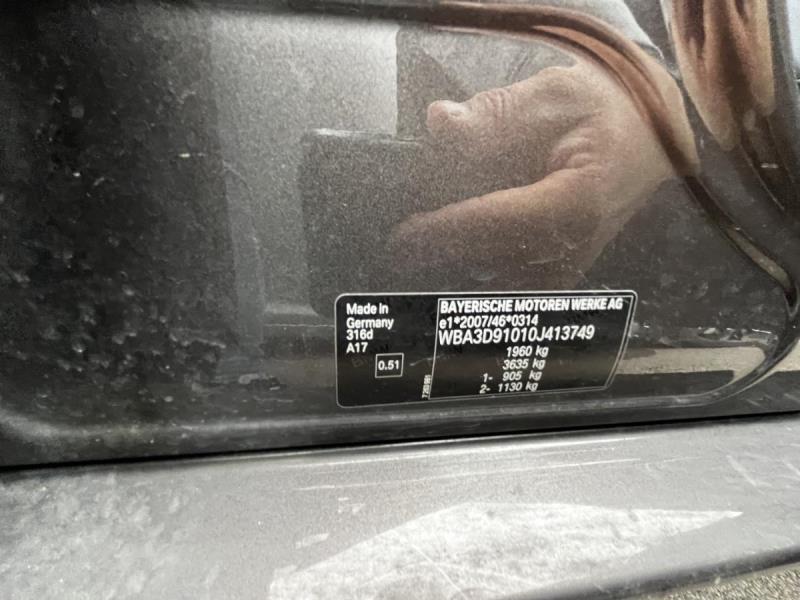 Made in
Germany
316d
A17
0.51
BAYERISCHE MOTOREN WERKE AG
e1*2007/46*0314
WBA3D91010J413749
1960 kg
3635 kg
1- 905 kg
2- 1130 kg